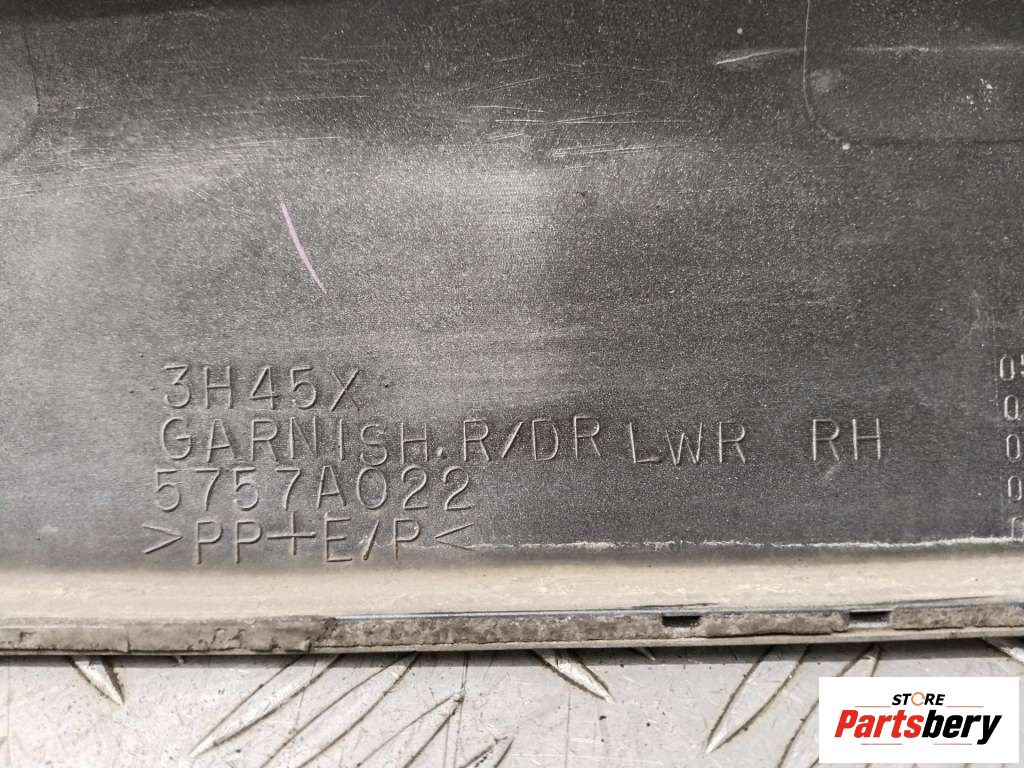 3H45X
GARNISH.R/DR LWR RH
5757A022
>PP+E/P<
STORE
Partsbery